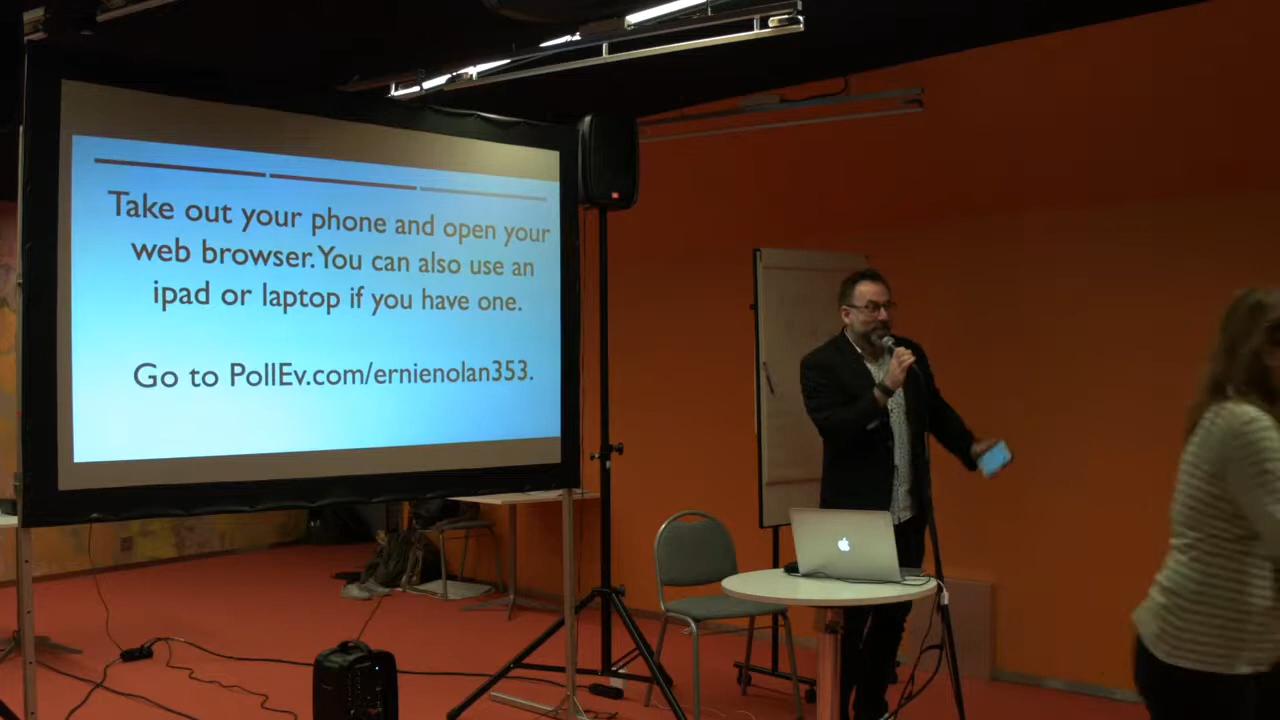 Take out your phone and open your
web browser. You can also use an
ipad or laptop if you have one.
Go to PollEv.com/ernienolan353.